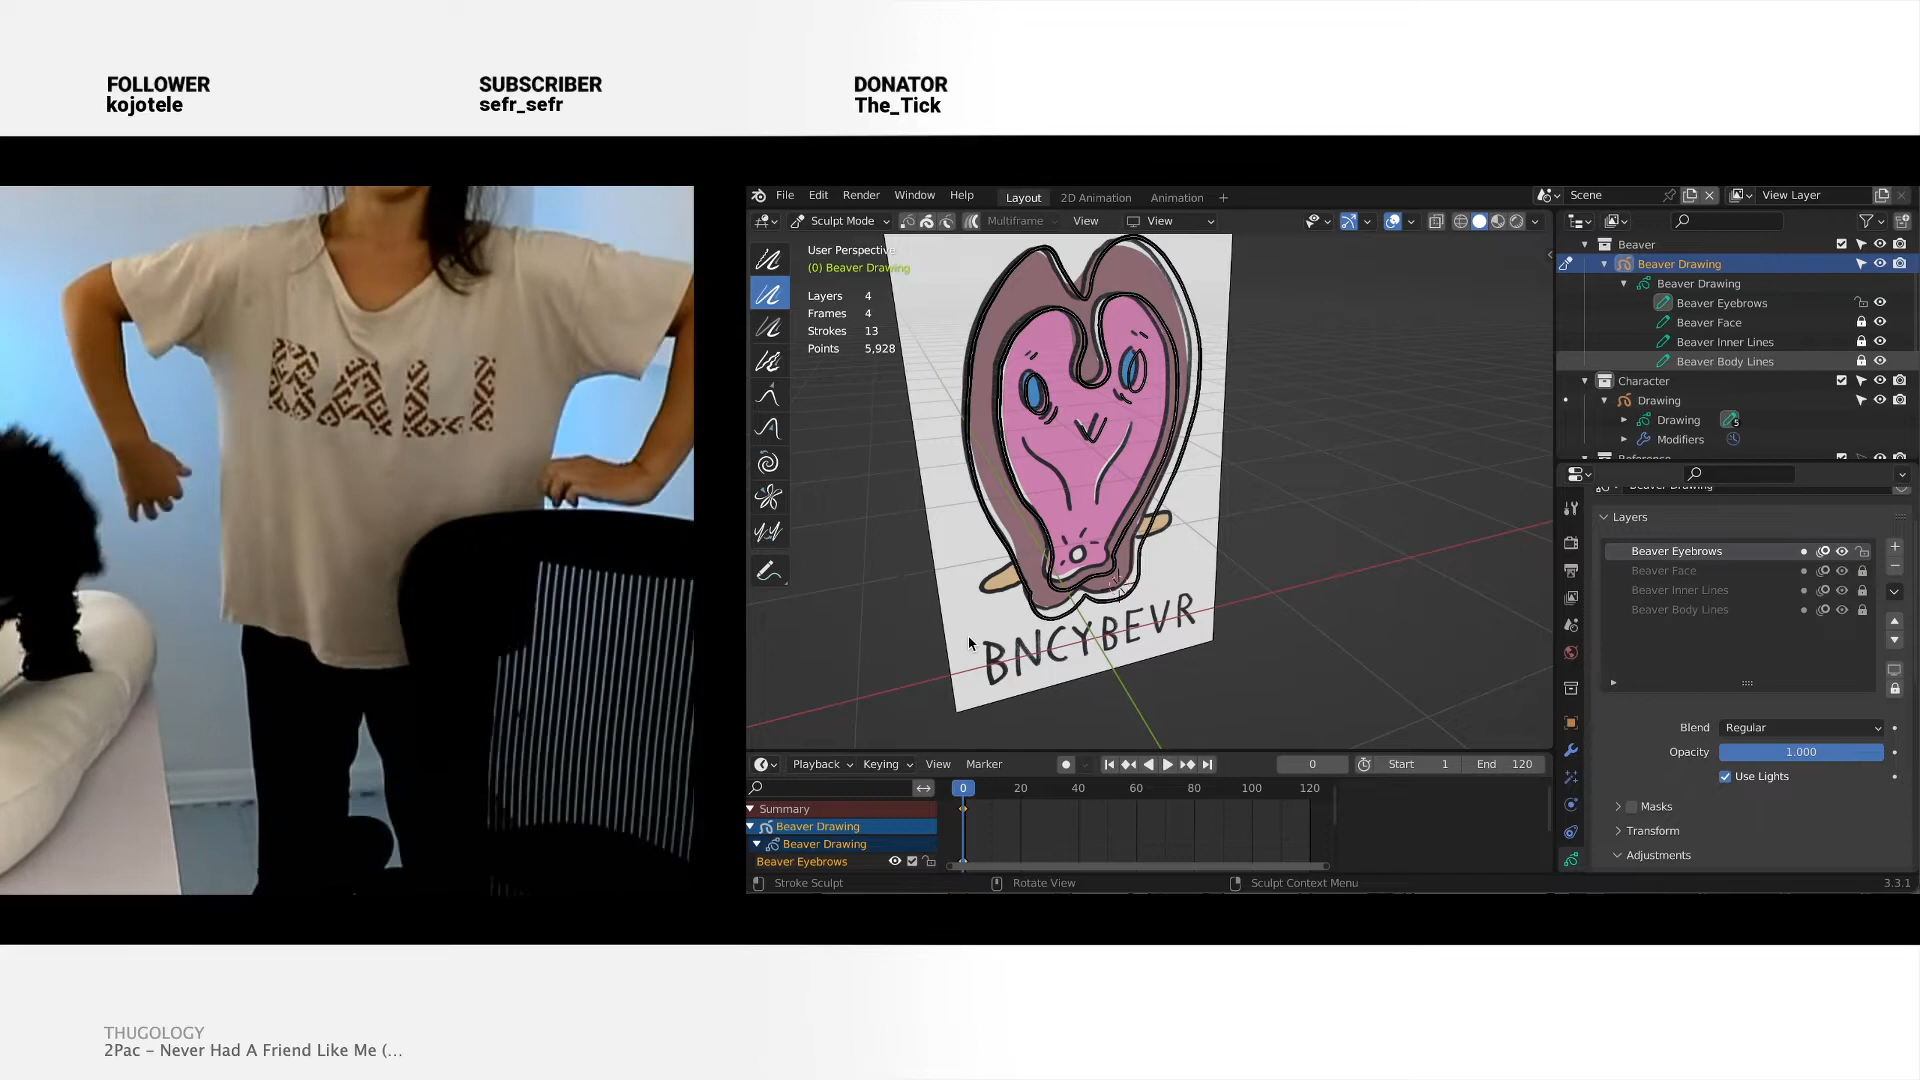 FOLLOWER
kojotele
SUBSCRIBER
sefr_sefr
DONATOR
The_Tick
BALI
File Edit Render Window Help
Layout 2D Animation Animation +
Scene
View Layer
Sculpt Mode
Multiframe
View
View
User Perspective
(0) Beaver Drawing
Layers 4
Frames 4
Strokes 13
Points 5,928
BNCYBEVR
Beaver
Beaver Drawing
Beaver Drawing
Beaver Eyebrows
Beaver Face
Beaver Inner Lines
Beaver Body Lines
Character
Drawing
Drawing 5
Modifiers
Layers
Beaver Eyebrows
Beaver Face
Beaver Inner Lines
Beaver Body Lines
Blend Regular
Opacity 1.000
Use Lights
Masks
Transform
Adjustments
Playback Keying View Marker
0
Start 1
End 120
0 20 40 60 80 100 120
Summary
Beaver Drawing
Beaver Drawing
Beaver Eyebrows
Stroke Sculpt
Rotate View
Sculpt Context Menu
3.3.1
THUGOLOGY
2Pac - Never Had A Friend Like Me (...